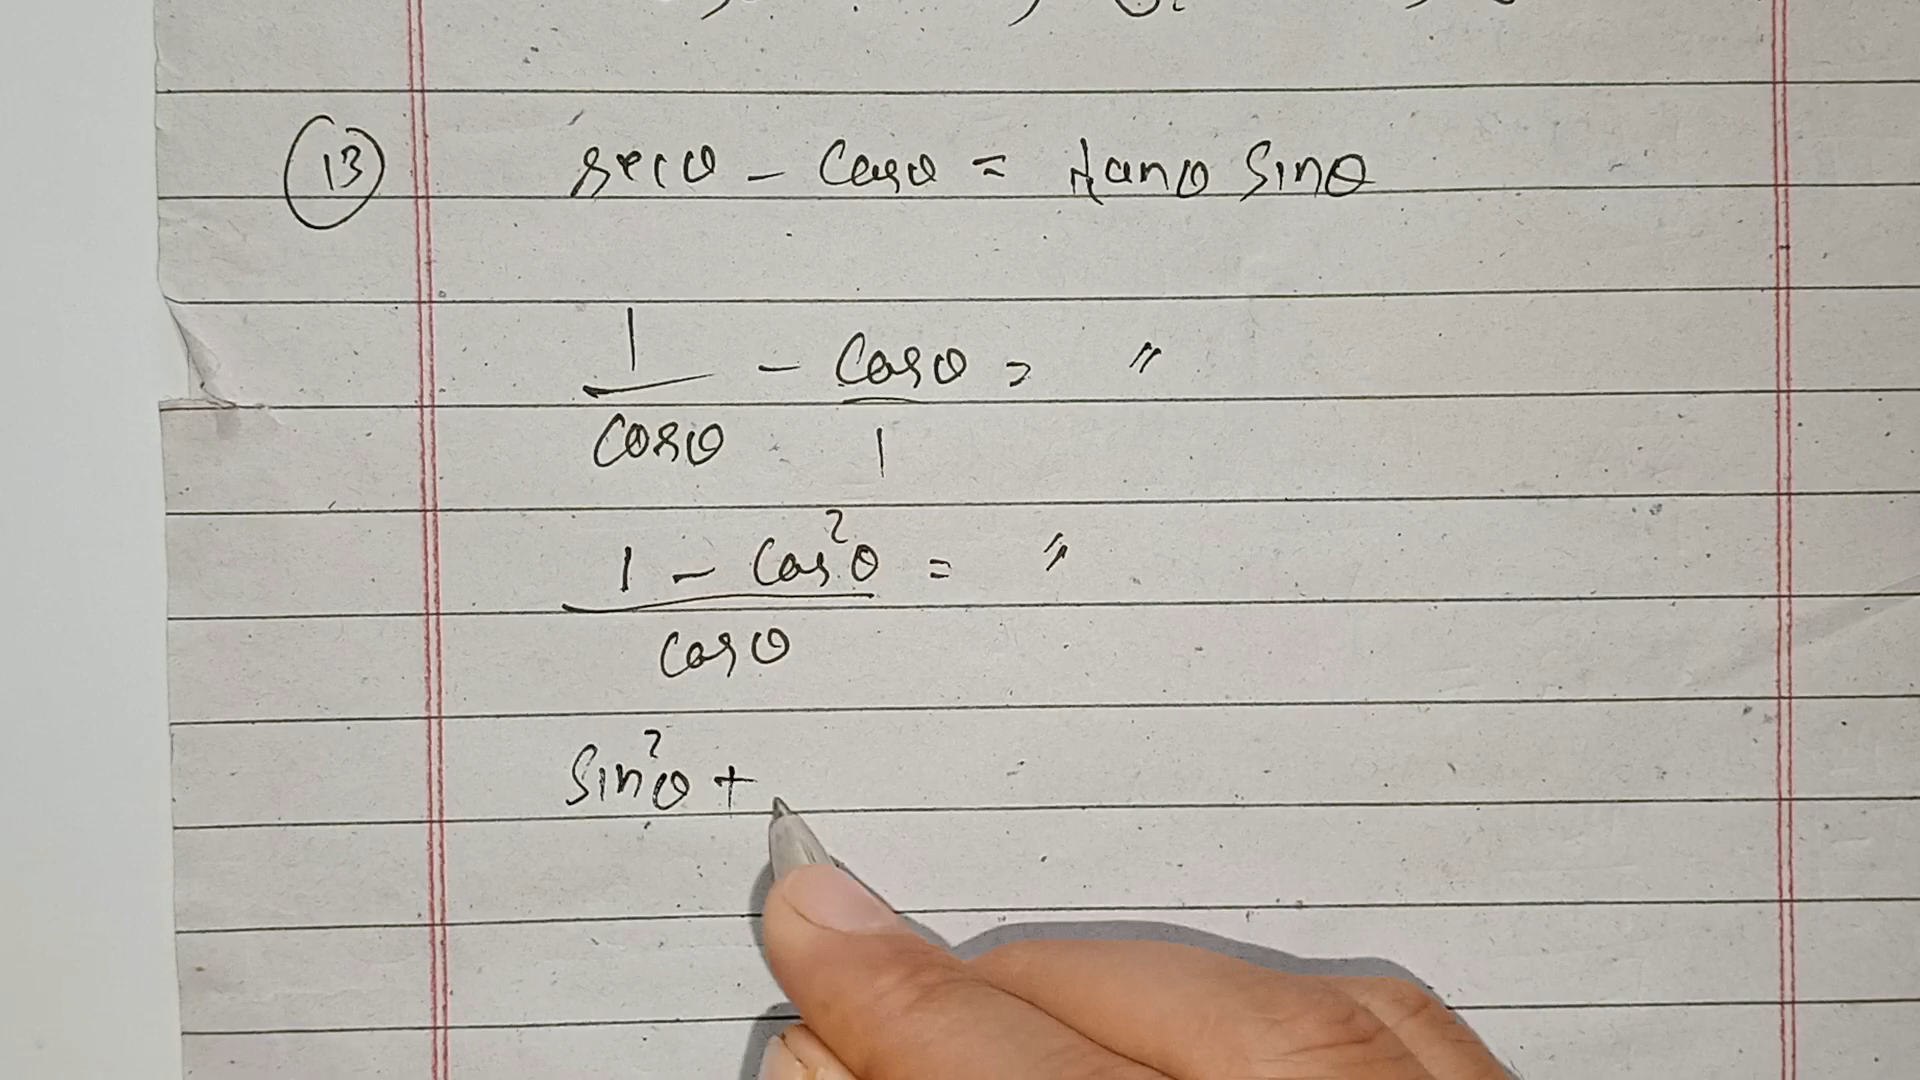 (13) secθ - cosθ = tanθ sinθ
1/cosθ - cosθ/1 = "
(1 - cos²θ)/cosθ = "
sin²θ +